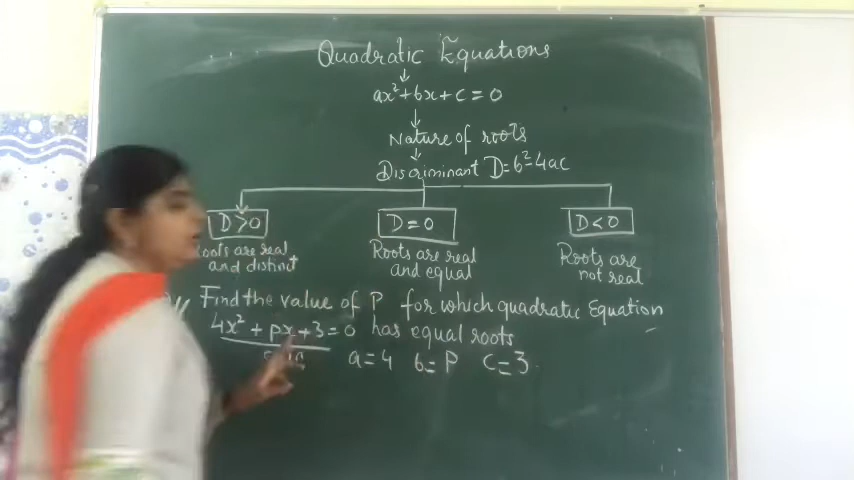 Quadratic Equations
ax²+bx+c=0
Nature of roots
Discriminant D=b²-4ac
D>0
D=0
D<0
Roots are real
and distinct
Roots are real
and equal
Roots are
not real
Find the value of P for which quadratic Equation
4x²+px+3=0 has equal roots
a=4 b=P c=3